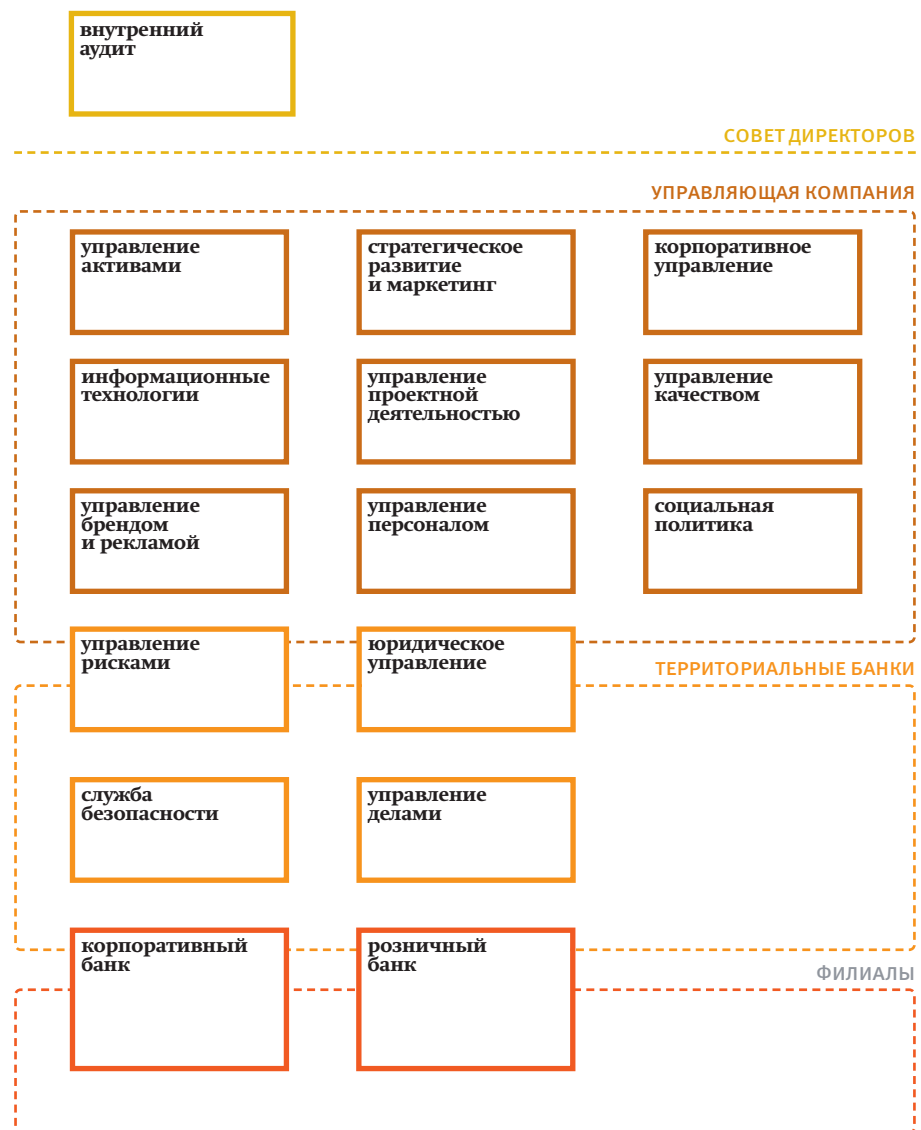 внутренний
аудит
СОВЕТ ДИРЕКТОРОВ
УПРАВЛЯЮЩАЯ КОМПАНИЯ
управление
активами
стратегическое
развитие
и маркетинг
корпоративное
управление
информационные
технологии
управление
проектной
деятельностью
управление
качеством
управление
брендом
и рекламой
управление
персоналом
социальная
политика
управление
рисками
юридическое
управление
ТЕРРИТОРИАЛЬНЫЕ БАНКИ
служба
безопасности
управление
делами
корпоративный
банк
розничный
банк
ФИЛИАЛЫ